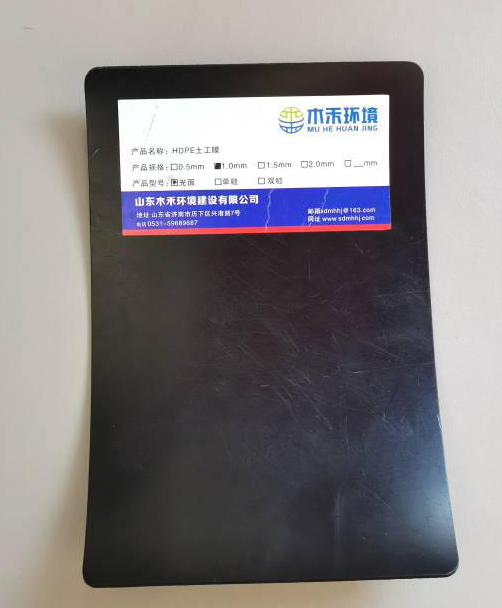 木禾环境
MU HE HUAN JING
产品名称：HDPE土工膜
产品规格：□0.5mm ■1.0mm □1.5mm □2.0mm □__mm
产品型号：■光面 □单糙 □双糙
山东木禾环境建设有限公司
地址 山东省济南市历下区兴港路7号
电话 0531-59689687
邮箱sdmhhj@163.com
网址 www.sdmhhj.com